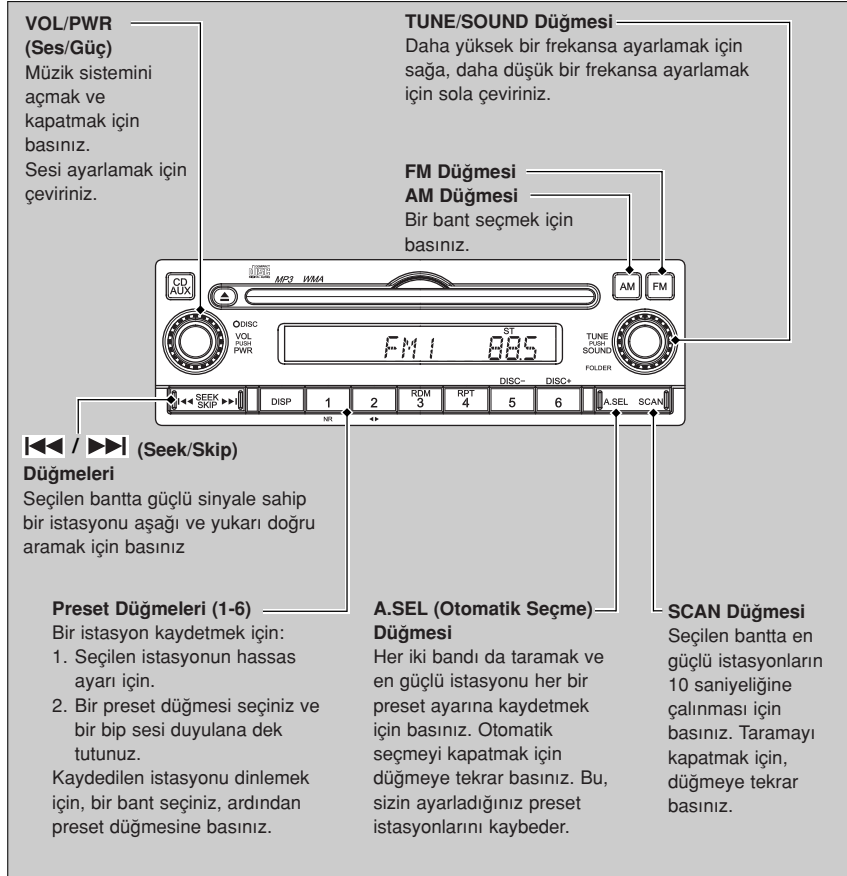 VOL/PWR
(Ses/Güç)
Müzik sistemini
açmak ve
kapatmak için
basınız.
Sesi ayarlamak için
çeviriniz.
TUNE/SOUND Düğmesi
Daha yüksek bir frekansa ayarlamak için
sağa, daha düşük bir frekansa ayarlamak
için sola çeviriniz.
FM Düğmesi
AM Düğmesi
Bir bant seçmek için
basınız.
CD
AUX
COMPACT
disc
DIGITAL AUDIO
MP3 WMA
AM
FM
DISC
VOL
PUSH
PWR
FM1
ST
88.5
TUNE
PUSH
SOUND
FOLDER
DISC−
DISC+
SEEK
SKIP
DISP
1
2
RDM
3
RPT
4
5
6
A.SEL
SCAN
NR
(Seek/Skip)
Düğmeleri
Seçilen bantta güçlü sinyale sahip
bir istasyonu aşağı ve yukarı doğru
aramak için basınız
Preset Düğmeleri (1-6)
Bir istasyon kaydetmek için:
1. Seçilen istasyonun hassas
ayarı için.
2. Bir preset düğmesi seçiniz ve
bir bip sesi duyulana dek
tutunuz.
Kaydedilen istasyonu dinlemek
için, bir bant seçiniz, ardından
preset düğmesine basınız.
A.SEL (Otomatik Seçme)
Düğmesi
Her iki bandı da taramak ve
en güçlü istasyonu her bir
preset ayarına kaydetmek
için basınız. Otomatik
seçmeyi kapatmak için
düğmeye tekrar basınız. Bu,
sizin ayarladığınız preset
istasyonlarını kaybeder.
SCAN Düğmesi
Seçilen bantta en
güçlü istasyonların
10 saniyeliğine
çalınması için
basınız. Taramayı
kapatmak için,
düğmeye tekrar
basınız.